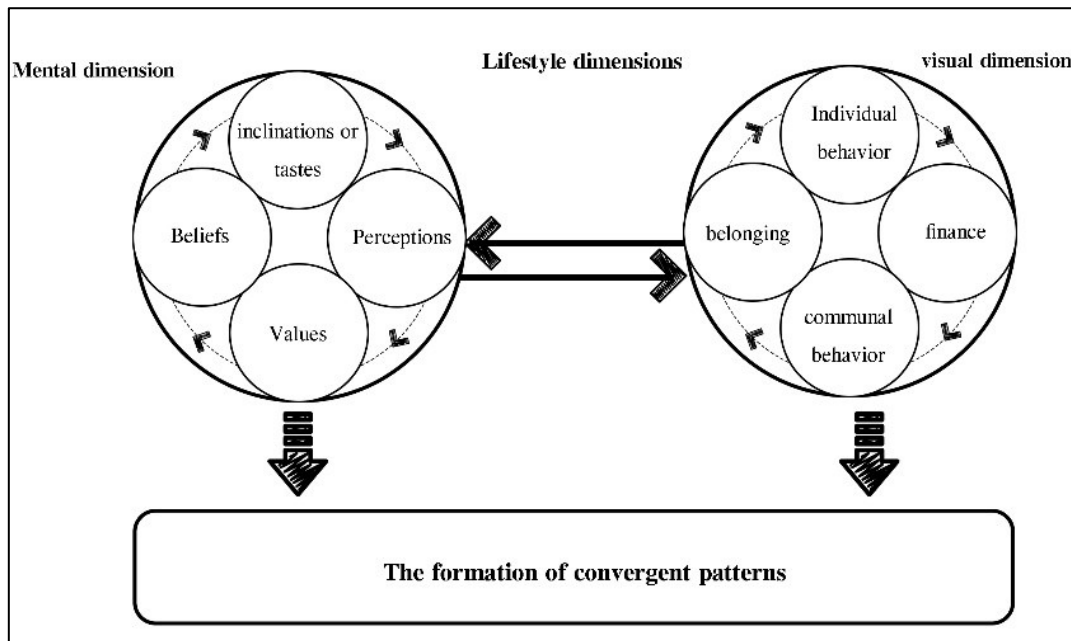 Mental dimension
Lifestyle dimensions
visual dimension
inclinations or
tastes
Beliefs
Perceptions
Values
Individual
behavior
belonging
finance
communal
behavior
The formation of convergent patterns